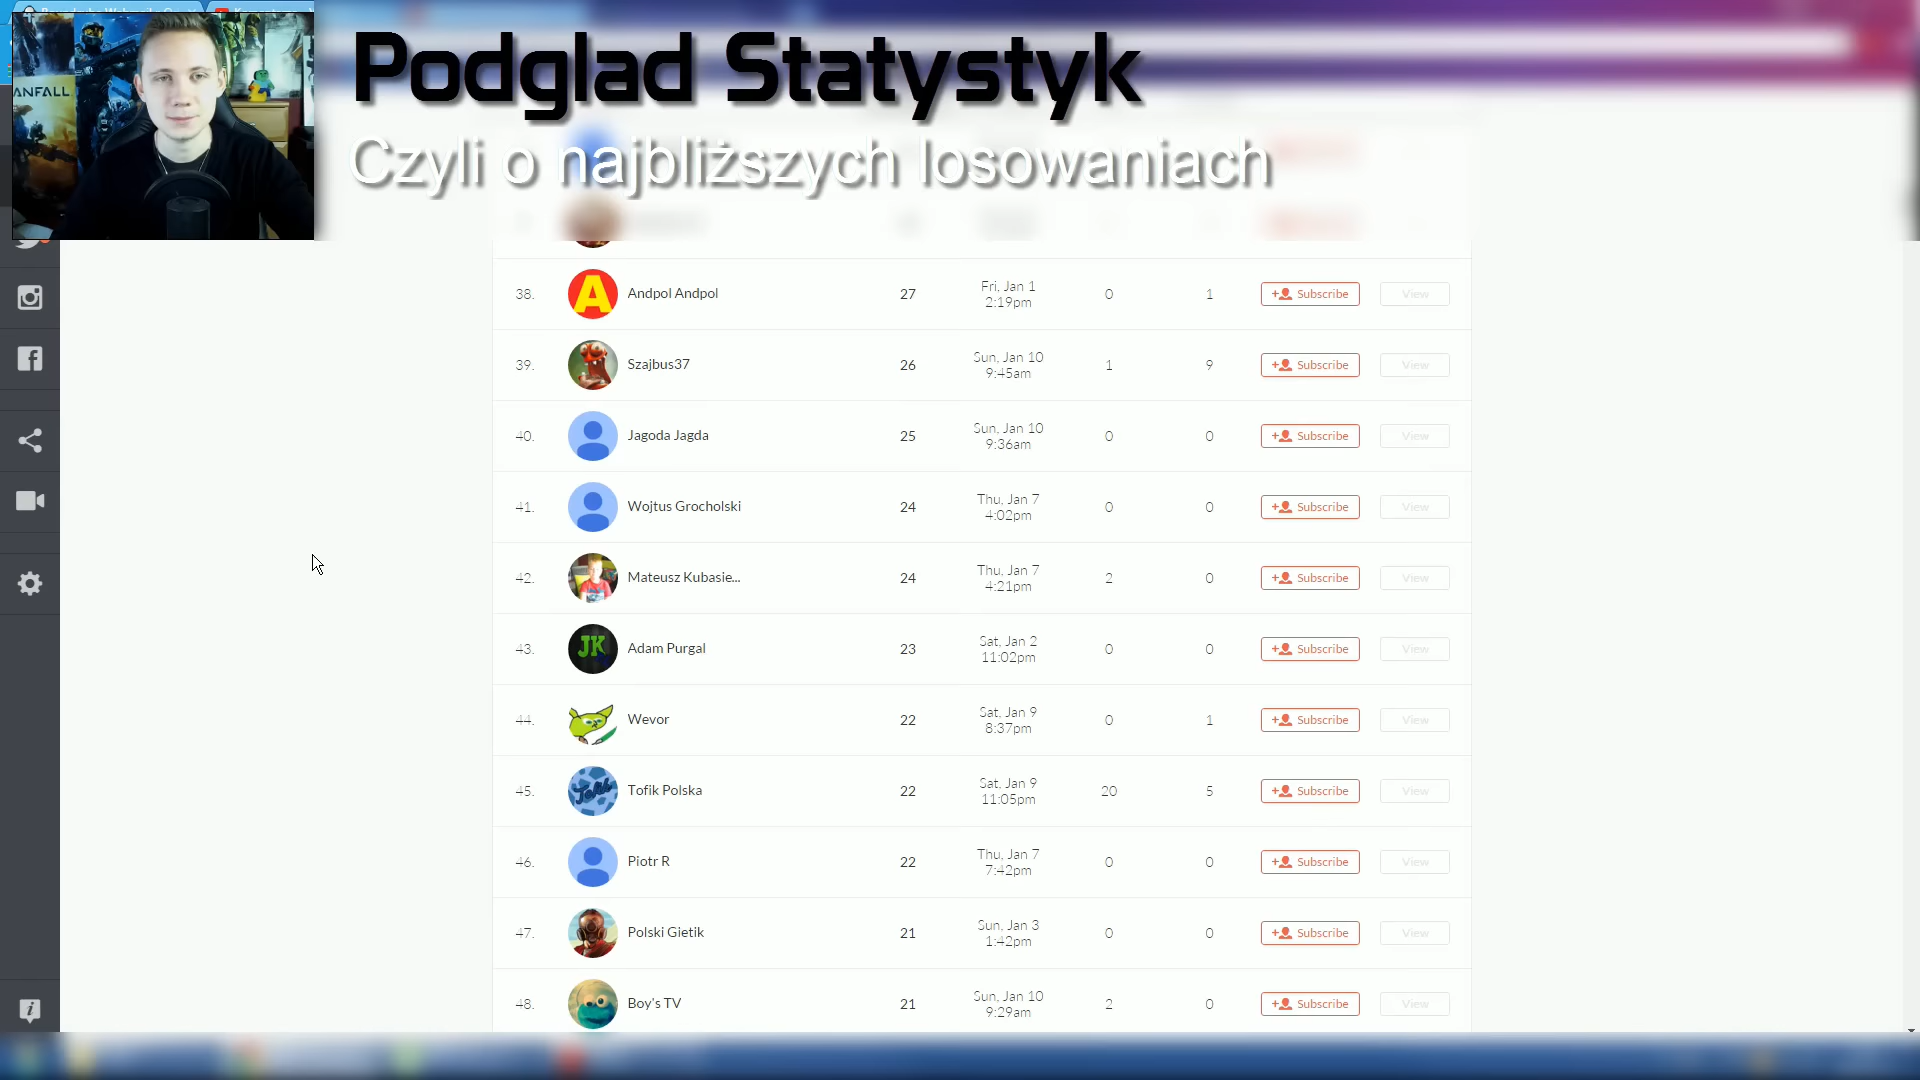 Podglad Statystyk
Czyli o najbliższych losowaniach
ANFALL
38. Andpol Andpol 27 Fri, Jan 1 2:19pm 0 1 Subscribe View
39. Szajbus37 26 Sun, Jan 10 9:45am 1 9 Subscribe View
40. Jagoda Jagda 25 Sun, Jan 10 9:36am 0 0 Subscribe View
41. Wojtus Grocholski 24 Thu, Jan 7 4:02pm 0 0 Subscribe View
42. Mateusz Kubasie... 24 Thu, Jan 7 4:21pm 2 0 Subscribe View
43. JK Adam Purgal 23 Sat, Jan 2 11:02pm 0 0 Subscribe View
44. Wevor 22 Sat, Jan 9 8:37pm 0 1 Subscribe View
45. Tofik Polska 22 Sat, Jan 9 11:05pm 20 5 Subscribe View
46. Piotr R 22 Thu, Jan 7 7:42pm 0 0 Subscribe View
47. Polski Gietik 21 Sun, Jan 3 1:42pm 0 0 Subscribe View
48. Boy's TV 21 Sun, Jan 10 9:29am 2 0 Subscribe View